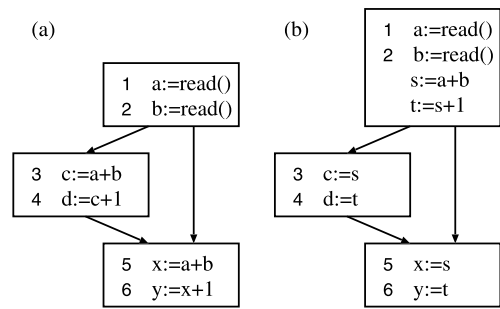 (a)
1 a:=read()
2 b:=read()
3 c:=a+b
4 d:=c+1
5 x:=a+b
6 y:=x+1
(b)
1 a:=read()
2 b:=read()
s:=a+b
t:=s+1
3 c:=s
4 d:=t
5 x:=s
6 y:=t